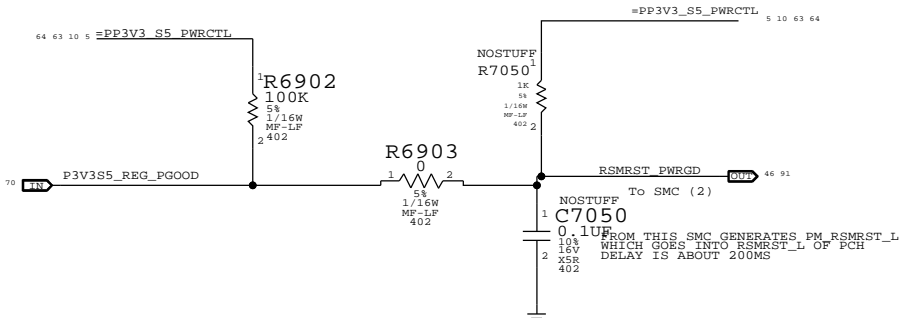 =PP3V3_S5_PWRCTL 5 10 63 64
64 63 10 5 =PP3V3_S5_PWRCTL
NOSTUFF
R7050
1
1K
5%
1/16W
MF-LF
402
2
1
R6902
100K
5%
1/16W
MF-LF
402
2
R6903
0
1 2
5%
1/16W
MF-LF
402
70 IN P3V3S5_REG_PGOOD
RSMRST_PWRGD OUT 46 91
To SMC (2)
NOSTUFF
1 C7050
0.1UF
10%
16V
X5R
402
2
FROM THIS SMC GENERATES PM_RSMRST_L
WHICH GOES INTO RSMRST_L OF PCH
DELAY IS ABOUT 200MS